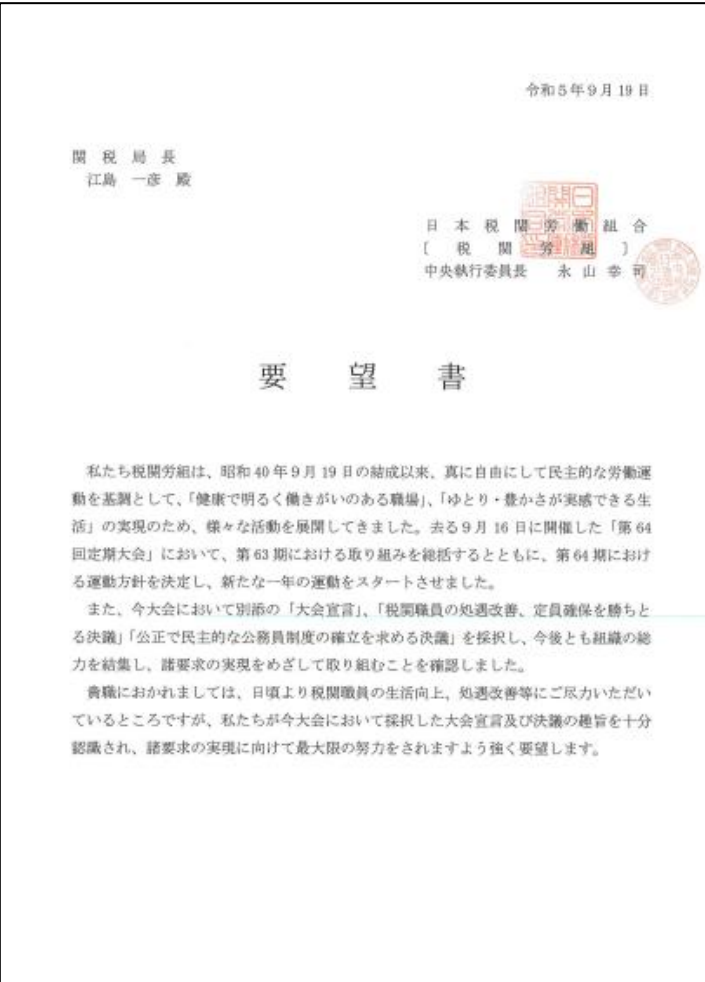 令和5年9月19日
関 税 局 長
江島 一彦 殿
日 本 税 関 労 働 組 合
[ 税 関 労 組 ]
中央執行委員長 永 山 幸 司
要 望 書
私たち税関労組は、昭和40年9月19日の結成以来、真に自由にして民主的な労働運
動を基調として、「健康で明るく働きがいのある職場」、「ゆとり・豊かさが実感できる生
活」の実現のため、様々な活動を展開してきました。去る9月16日に開催した「第64
回定期大会」において、第63期における取り組みを総括するとともに、第64期におけ
る運動方針を決定し、新たな一年の運動をスタートさせました。
また、今大会において別添の「大会宣言」、「税関職員の処遇改善、定員確保を勝ちと
る決議」「公正で民主的な公務員制度の確立を求める決議」を採択し、今後とも組織の総
力を結集し、諸要求の実現をめざして取り組むことを確認しました。
貴職におかれましては、日頃より税関職員の生活向上、処遇改善等にご尽力いただい
ているところですが、私たちが今大会において採択した大会宣言及び決議の趣旨を十分
認識され、諸要求の実現に向けて最大限の努力をされますよう強く要望します。